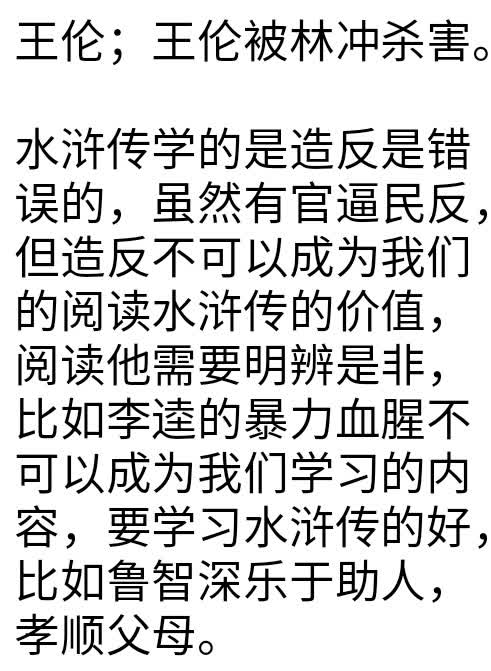 王伦；王伦被林冲杀害。
水浒传学的是造反是错
误的，虽然有官逼民反，
但造反不可以成为我们
的阅读水浒传的价值，
阅读他需要明辨是非，
比如李逵的暴力血腥不
可以成为我们学习的内
容，要学习水浒传的好，
比如鲁智深乐于助人，
孝顺父母。